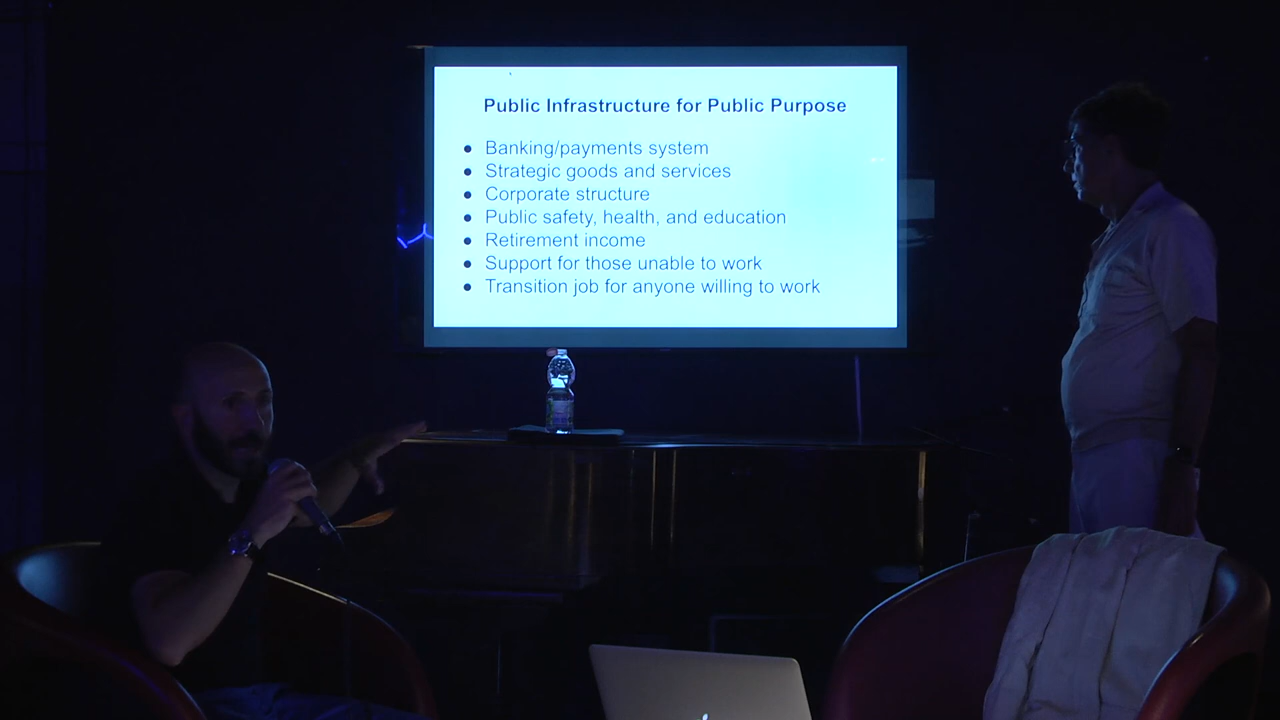 Public Infrastructure for Public Purpose
● Banking/payments system
● Strategic goods and services
● Corporate structure
● Public safety, health, and education
● Retirement income
● Support for those unable to work
● Transition job for anyone willing to work